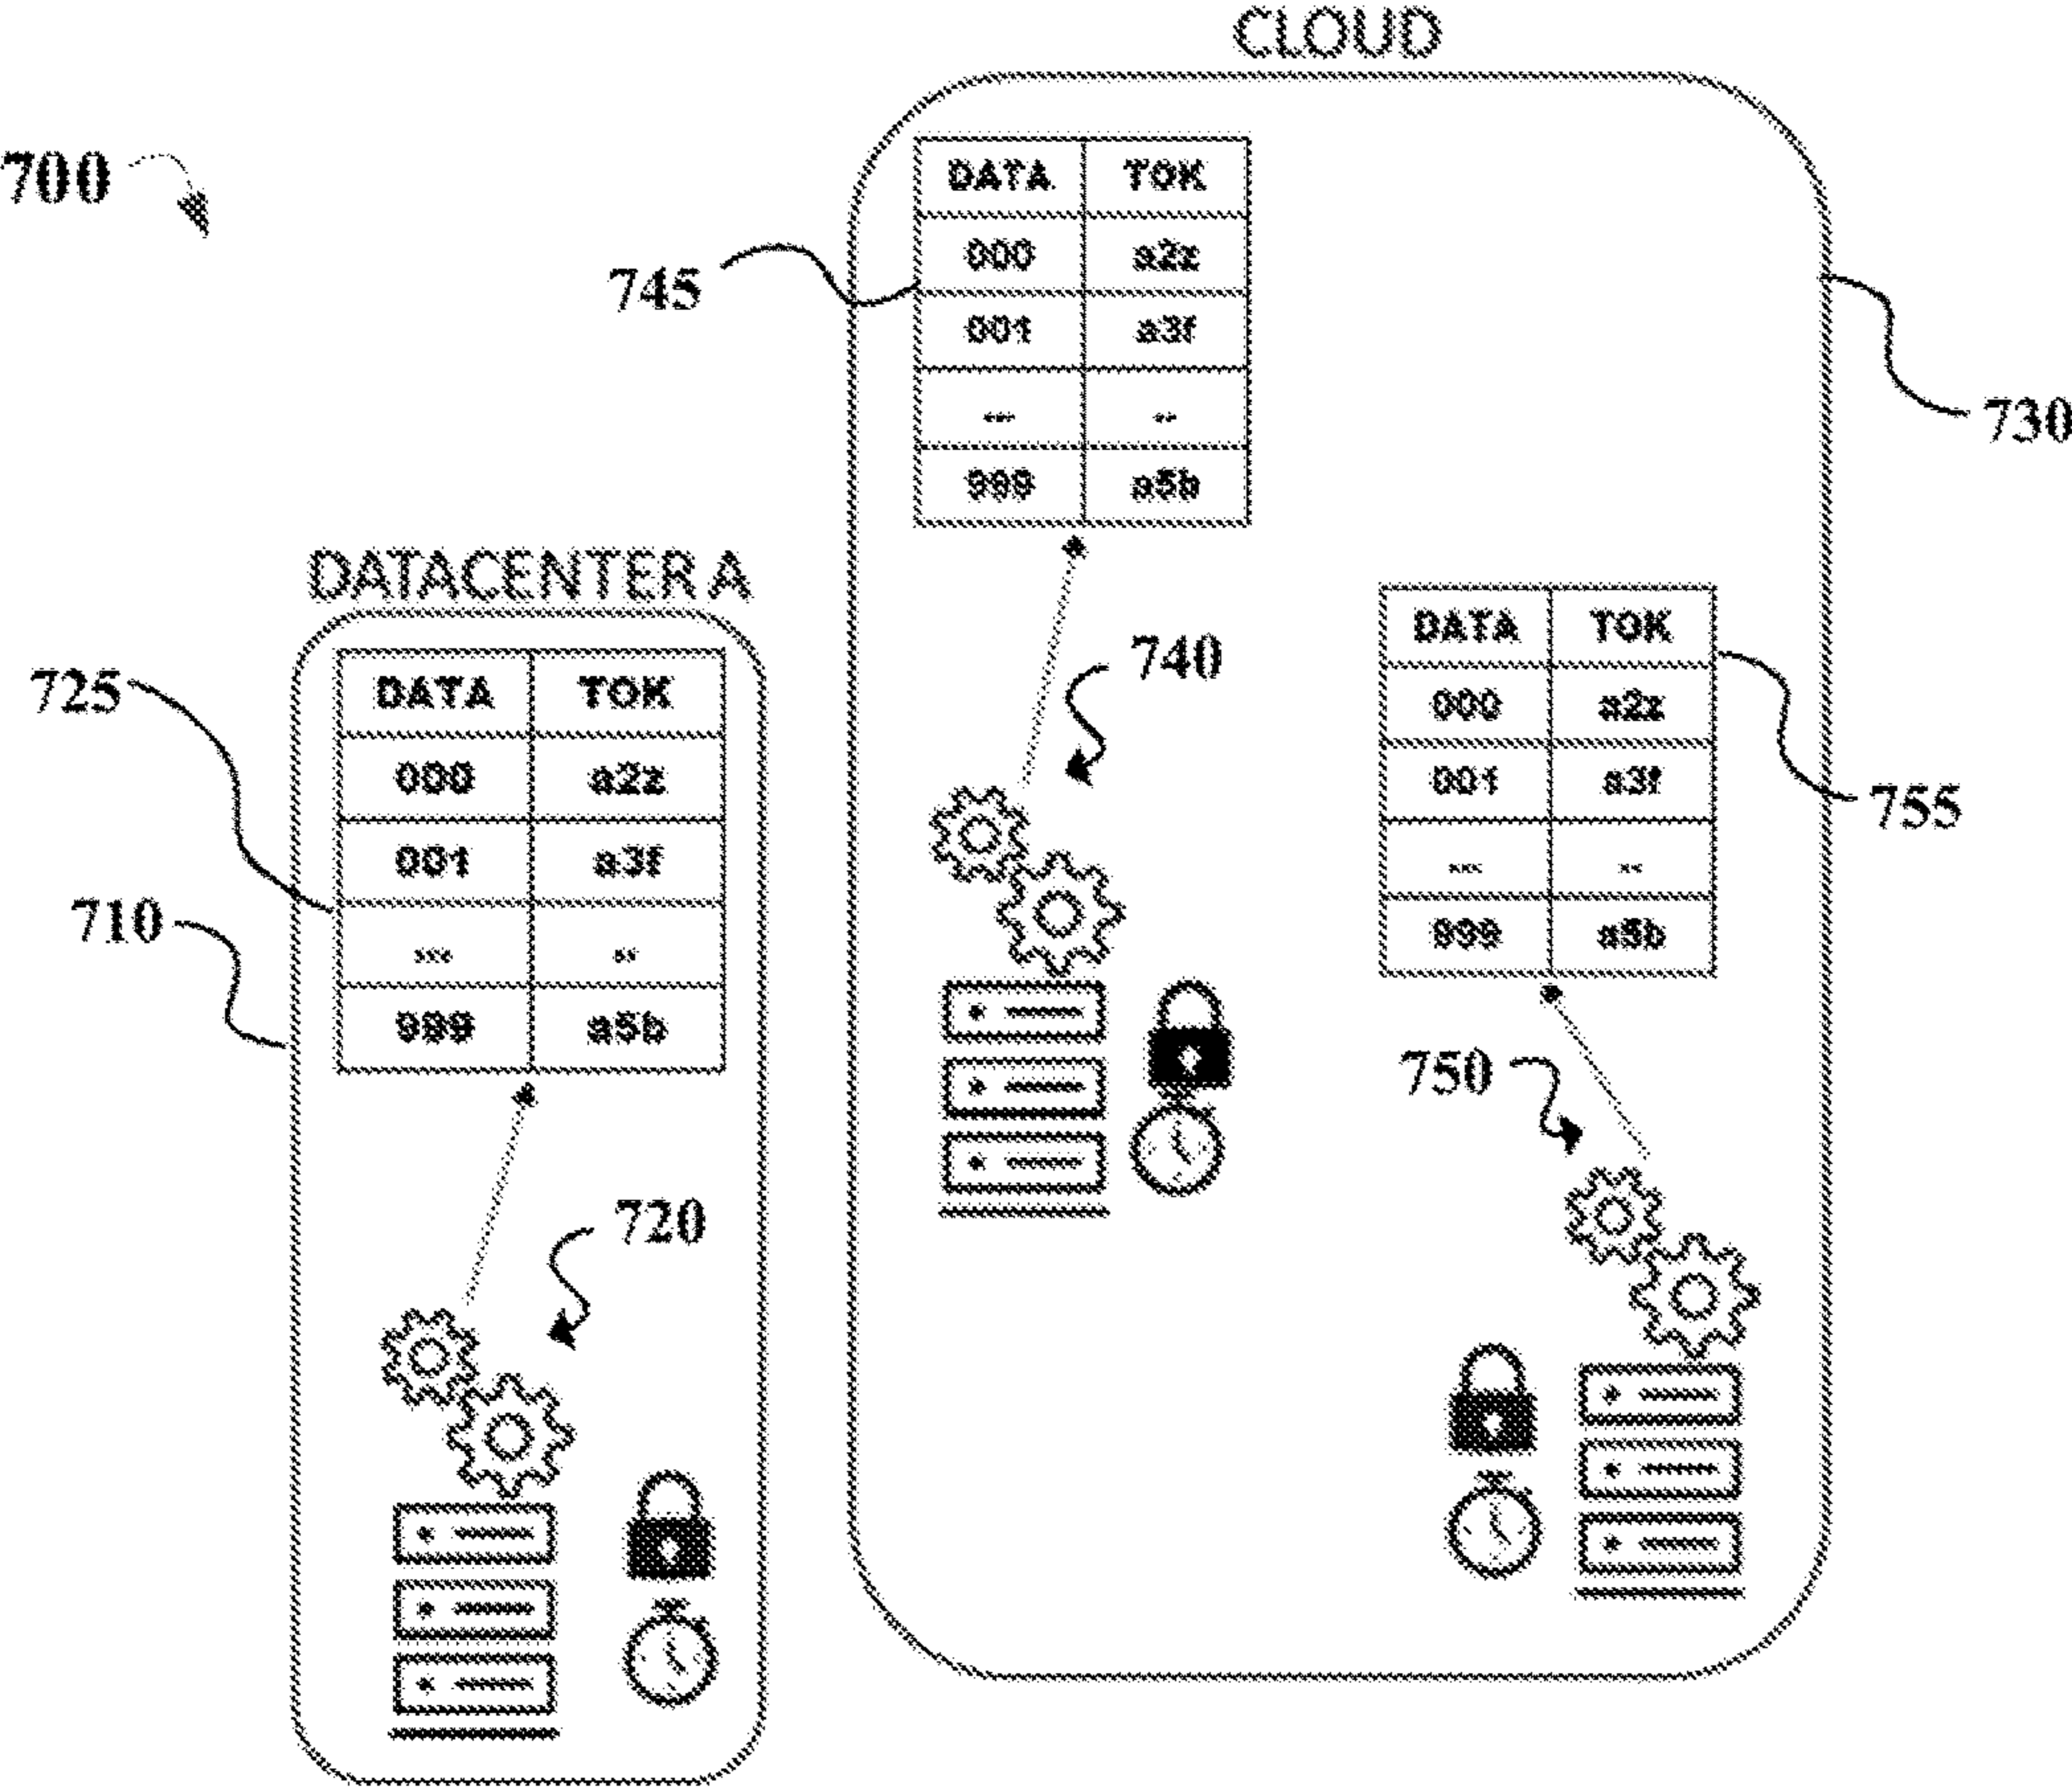 CLOUD
700
DATA TOK
745
000 a2z
001 a3f
... ..
999 a5b
730
DATACENTER A
725
DATA TOK
000 a2z
001 a3f
... ..
999 a5b
710
740
DATA TOK
000 a2z
001 a3f
... ..
999 a5b
755
750
720